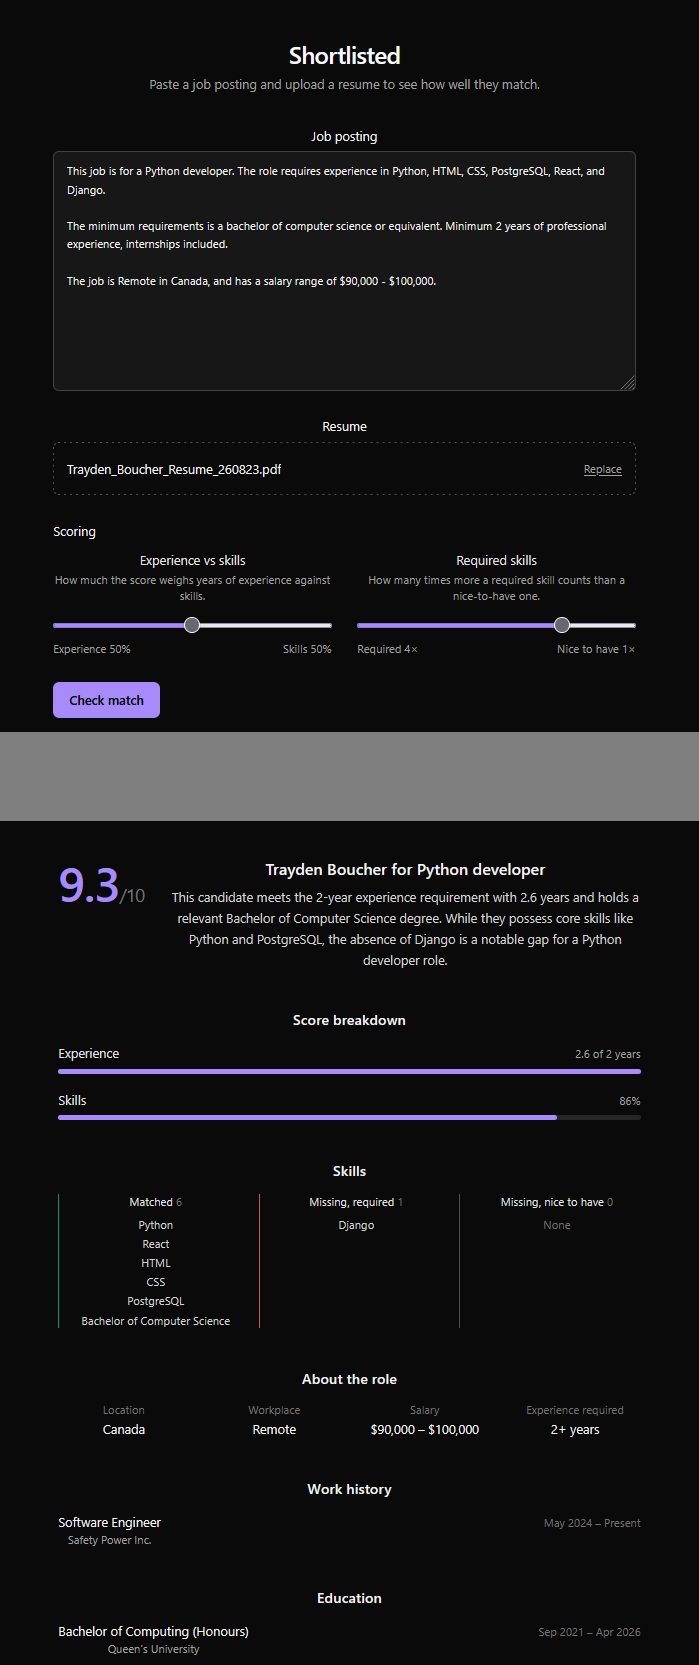 Shortlisted
Paste a job posting and upload a resume to see how well they match.
Job posting
This job is for a Python developer. The role requires experience in Python, HTML, CSS, PostgreSQL, React, and
Django.
The minimum requirements is a bachelor of computer science or equivalent. Minimum 2 years of professional
experience, internships included.
The job is Remote in Canada, and has a salary range of $90,000 - $100,000.
Resume
Trayden_Boucher_Resume_260823.pdf Replace
Scoring
Experience vs skills
How much the score weighs years of experience against
skills.
Experience 50% Skills 50%
Required skills
How many times more a required skill counts than a
nice-to-have one.
Required 4× Nice to have 1×
Check match
9.3/10
Trayden Boucher for Python developer
This candidate meets the 2-year experience requirement with 2.6 years and holds a
relevant Bachelor of Computer Science degree. While they possess core skills like
Python and PostgreSQL, the absence of Django is a notable gap for a Python
developer role.
Score breakdown
Experience 2.6 of 2 years
Skills 86%
Skills
Matched 6
Python
React
HTML
CSS
PostgreSQL
Bachelor of Computer Science
Missing, required 1
Django
Missing, nice to have 0
None
About the role
Location
Canada
Workplace
Remote
Salary
$90,000 – $100,000
Experience required
2+ years
Work history
Software Engineer May 2024 – Present
Safety Power Inc.
Education
Bachelor of Computing (Honours) Sep 2021 – Apr 2026
Queen's University